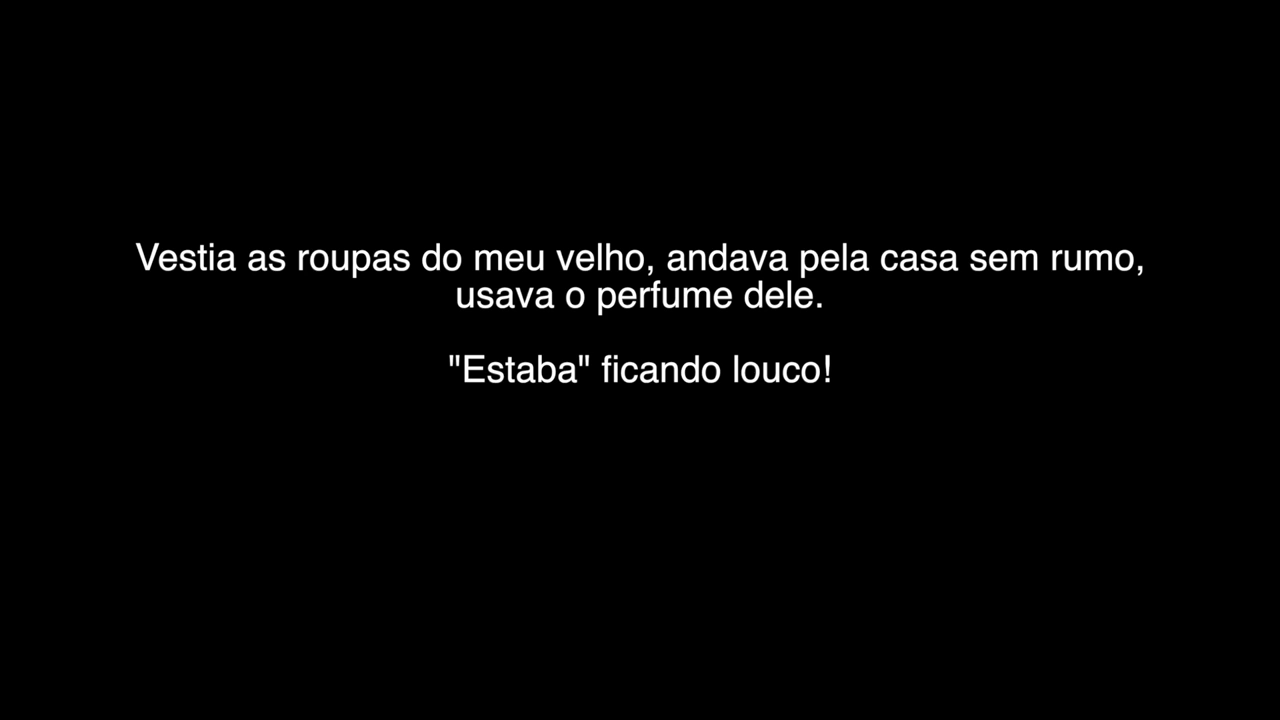 Vestia as roupas do meu velho, andava pela casa sem rumo,
usava o perfume dele.
"Estaba" ficando louco!